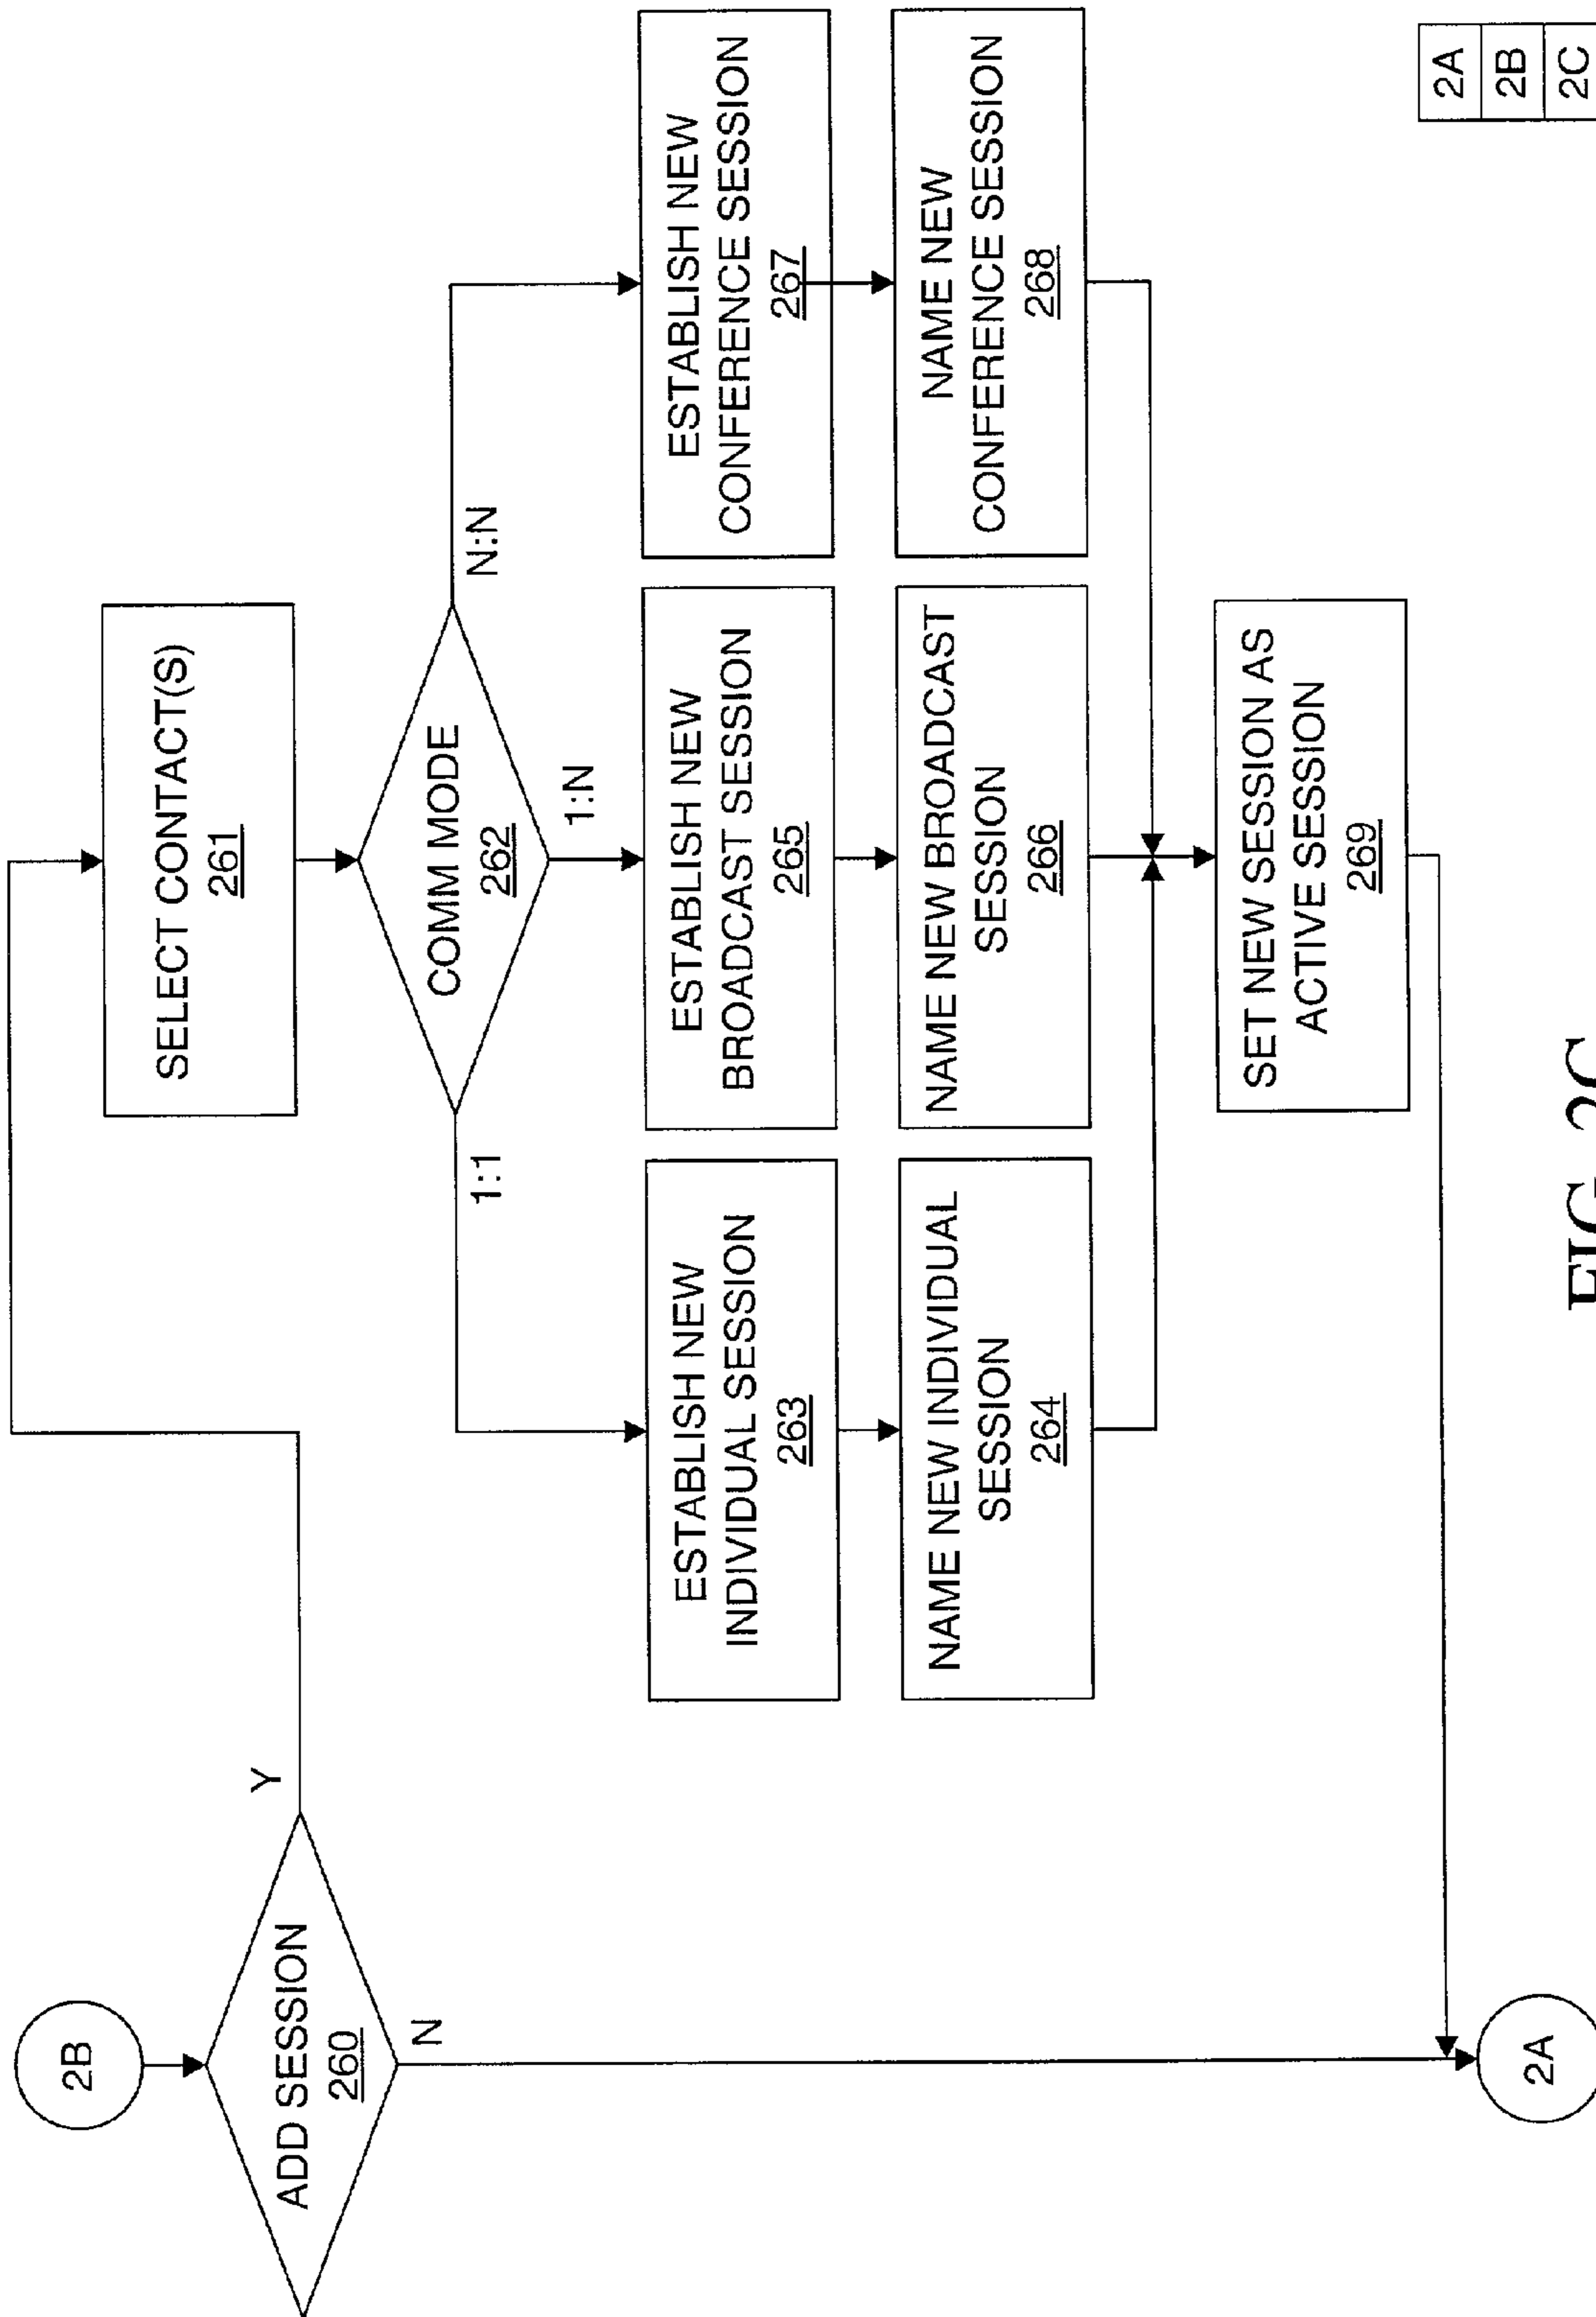 2B
ADD SESSION
260
Y
N
SELECT CONTACT(S)
261
COMM MODE
262
1:1
1:N
N:N
ESTABLISH NEW
INDIVIDUAL SESSION
263
NAME NEW INDIVIDUAL
SESSION
264
ESTABLISH NEW
BROADCAST SESSION
265
NAME NEW BROADCAST
SESSION
266
ESTABLISH NEW
CONFERENCE SESSION
267
NAME NEW
CONFERENCE SESSION
268
SET NEW SESSION AS
ACTIVE SESSION
269
2A
FIG. 2C
2A
2B
2C